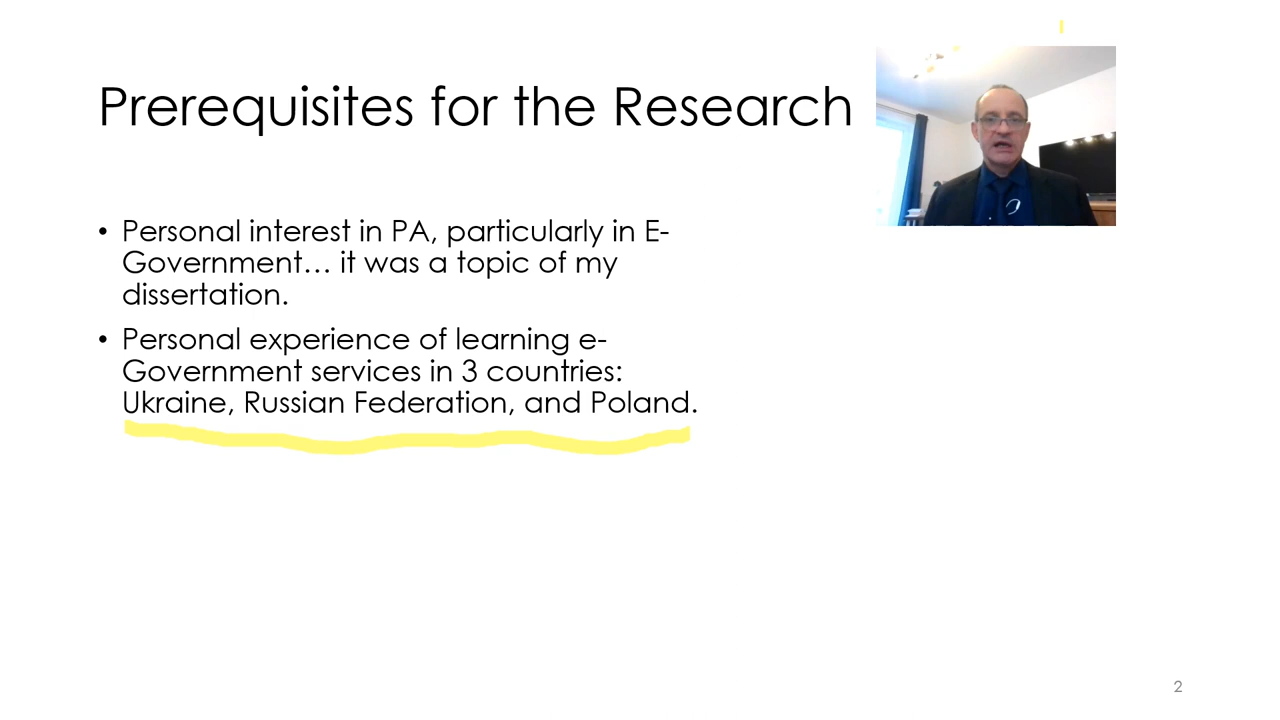 Prerequisites for the Research
• Personal interest in PA, particularly in E-
Government… it was a topic of my
dissertation.
• Personal experience of learning e-
Government services in 3 countries:
Ukraine, Russian Federation, and Poland.
2